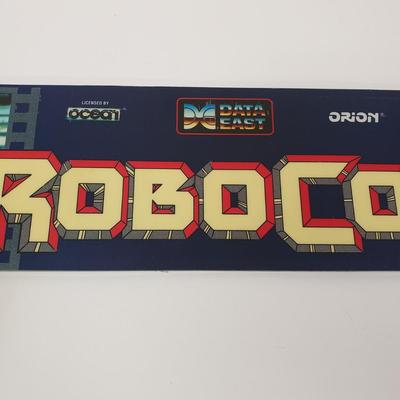 LICENSED BY
ocean
DATA
EAST
ORION®
ROBOCO